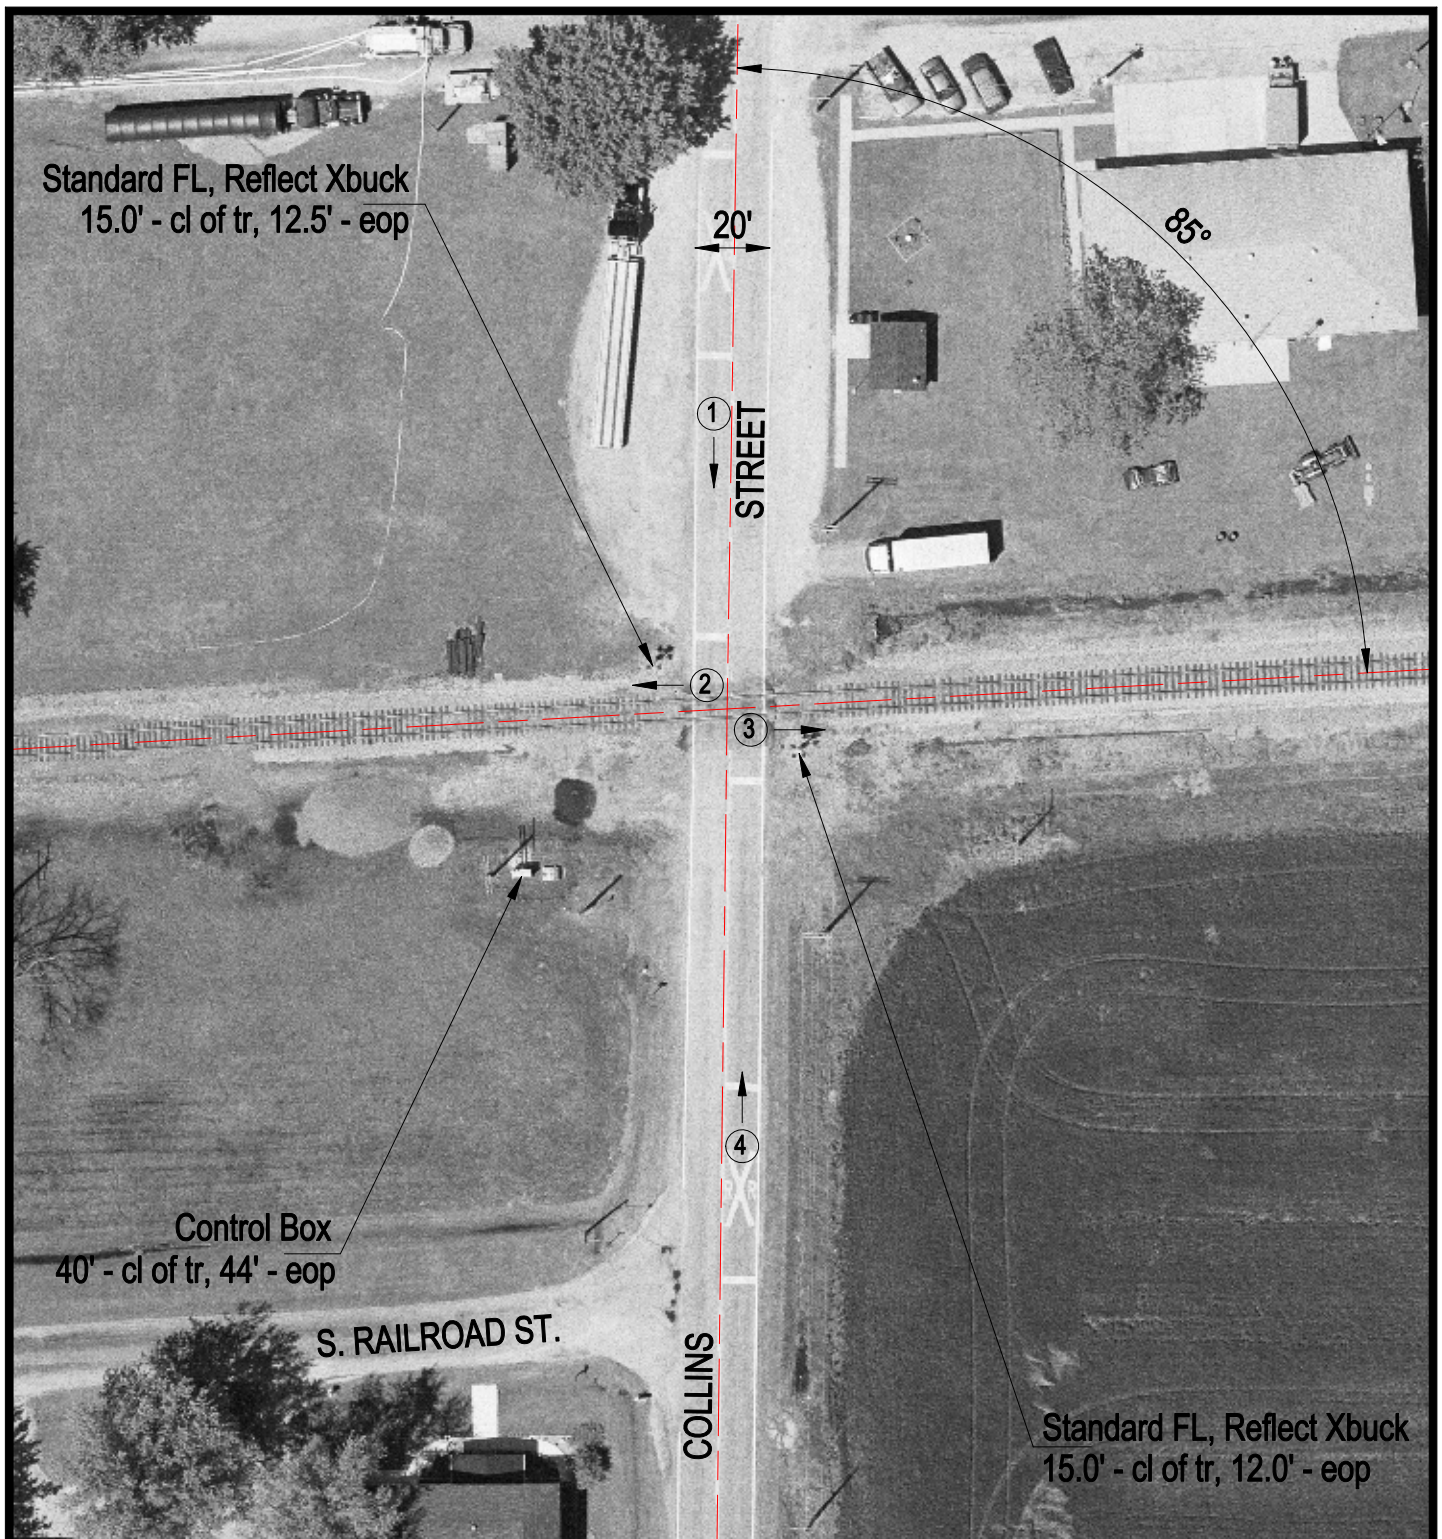 Standard FL, Reflect Xbuck
15.0' - cl of tr, 12.5' - eop
20'
85°
1
STREET
2
3
4
Control Box
40' - cl of tr, 44' - eop
S. RAILROAD ST.
COLLINS
Standard FL, Reflect Xbuck
15.0' - cl of tr, 12.0' - eop